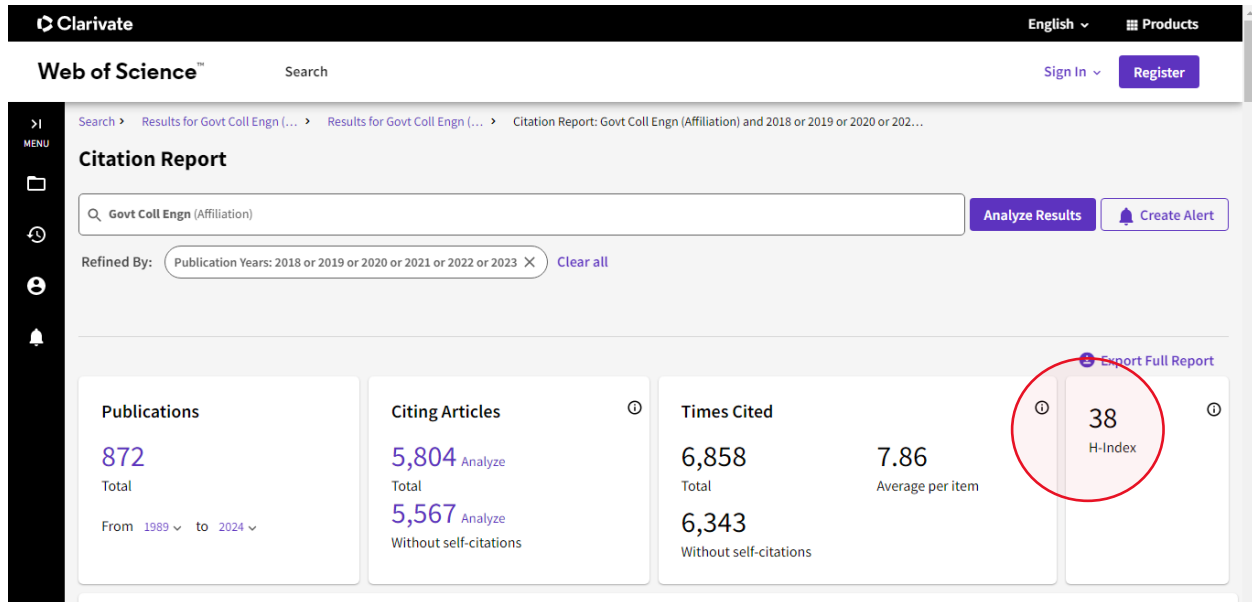 Clarivate
English
Products
Web of Science™
Search
Sign In
Register
MENU
Search > Results for Govt Coll Engn (... > Results for Govt Coll Engn (... > Citation Report: Govt Coll Engn (Affiliation) and 2018 or 2019 or 2020 or 202...
Citation Report
Govt Coll Engn (Affiliation)
Analyze Results
Create Alert
Refined By:
Publication Years: 2018 or 2019 or 2020 or 2021 or 2022 or 2023
Clear all
Export Full Report
Publications
872
Total
From 1989 to 2024
Citing Articles
5,804 Analyze
Total
5,567 Analyze
Without self-citations
Times Cited
6,858
Total
7.86
Average per item
6,343
Without self-citations
38
H-Index